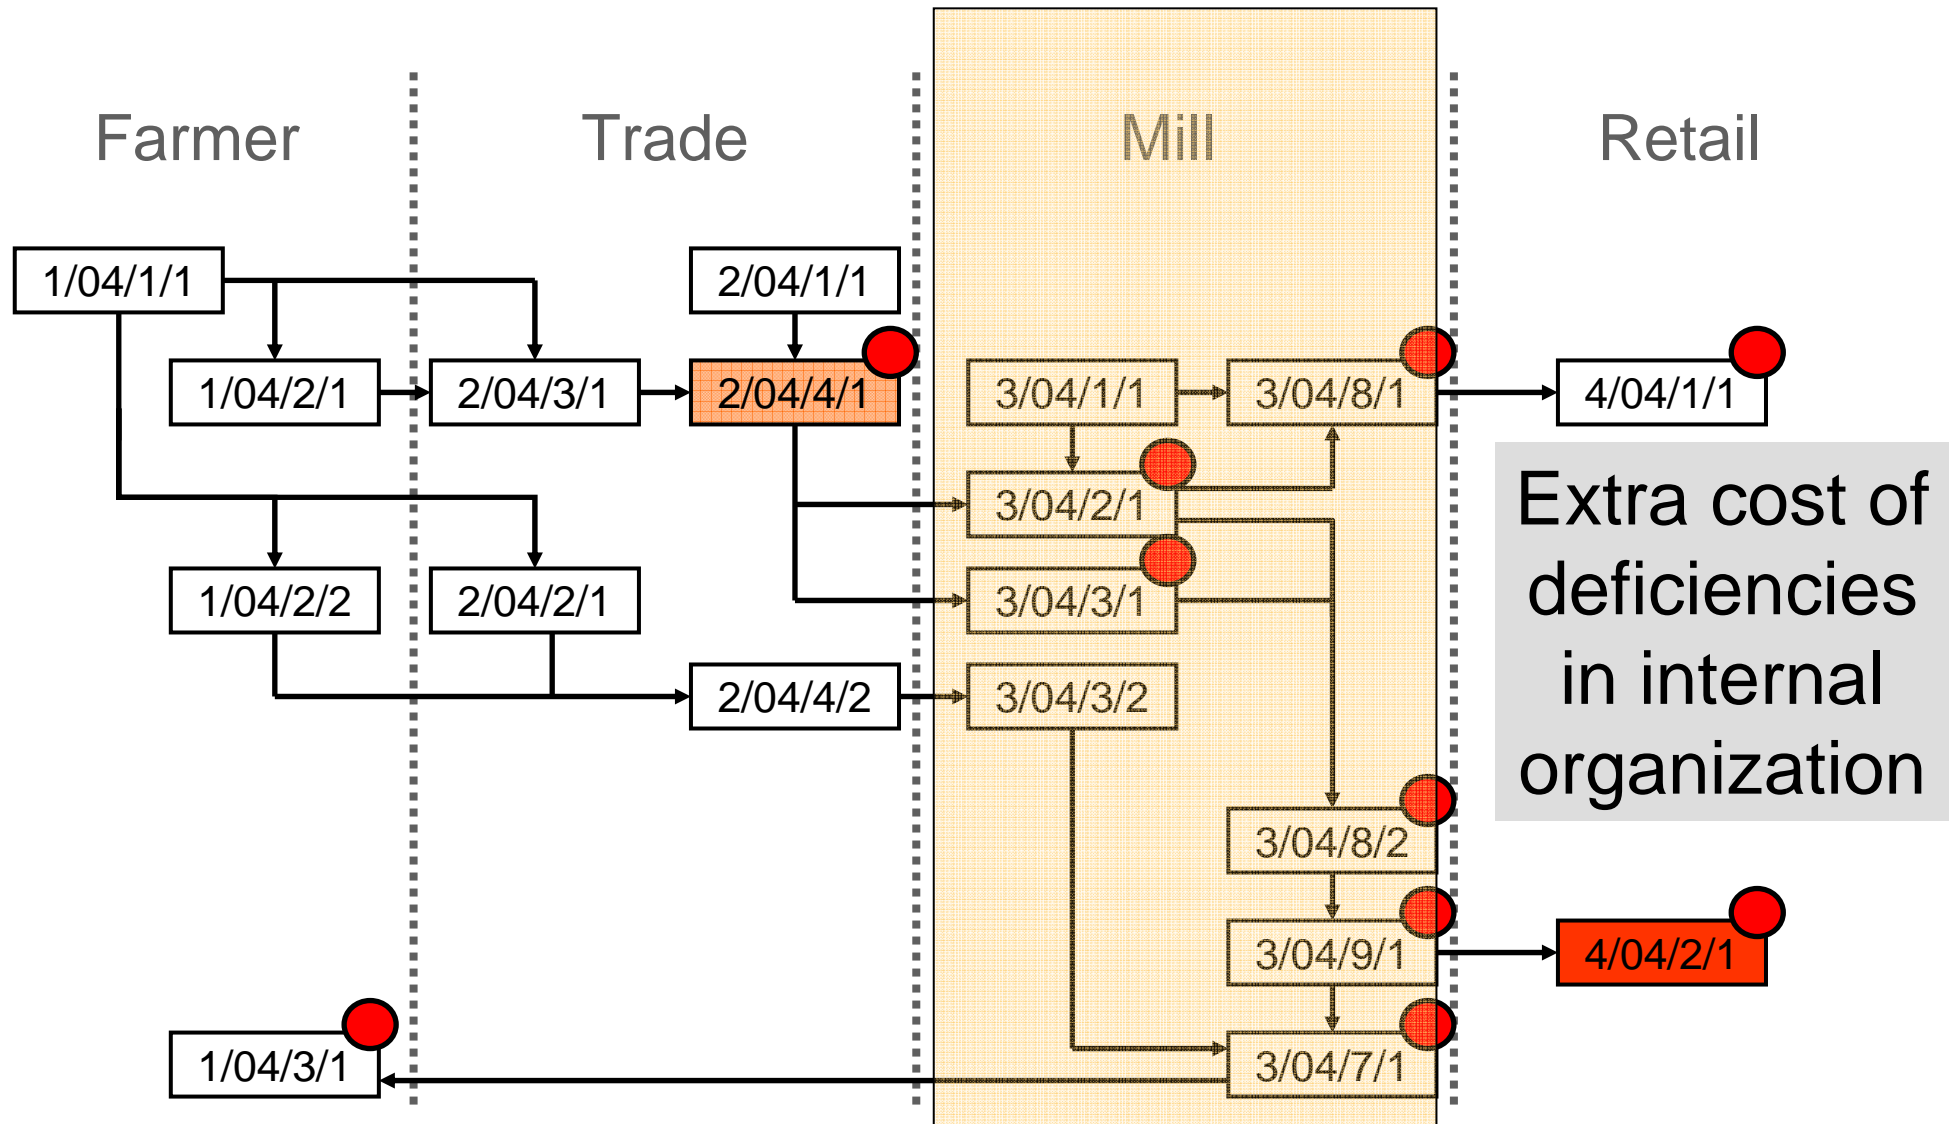 Farmer
Trade
Mill
Retail
1/04/1/1
2/04/1/1
1/04/2/1
2/04/3/1
2/04/4/1
3/04/1/1
3/04/8/1
4/04/1/1
3/04/2/1
1/04/2/2
2/04/2/1
3/04/3/1
2/04/4/2
3/04/3/2
Extra cost of
deficiencies
in internal
organization
3/04/8/2
3/04/9/1
4/04/2/1
1/04/3/1
3/04/7/1